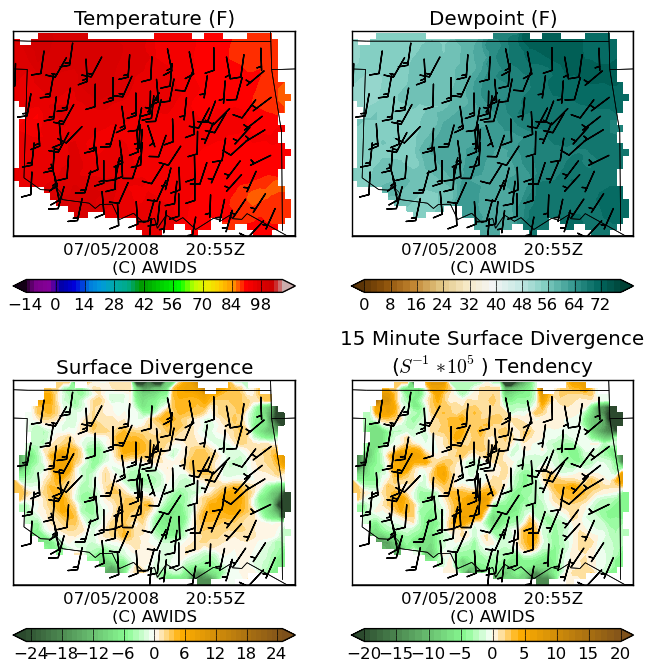 Temperature (F)
Dewpoint (F)
07/05/2008 20:55Z
(C) AWIDS
07/05/2008 20:55Z
(C) AWIDS
−14 0 14 28 42 56 70 84 98
0 8 16 24 32 40 48 56 64 72
Surface Divergence
15 Minute Surface Divergence
(S⁻¹ *10⁵ ) Tendency
07/05/2008 20:55Z
(C) AWIDS
07/05/2008 20:55Z
(C) AWIDS
−24 −18 −12 −6 0 6 12 18 24
−20 −15 −10 −5 0 5 10 15 20